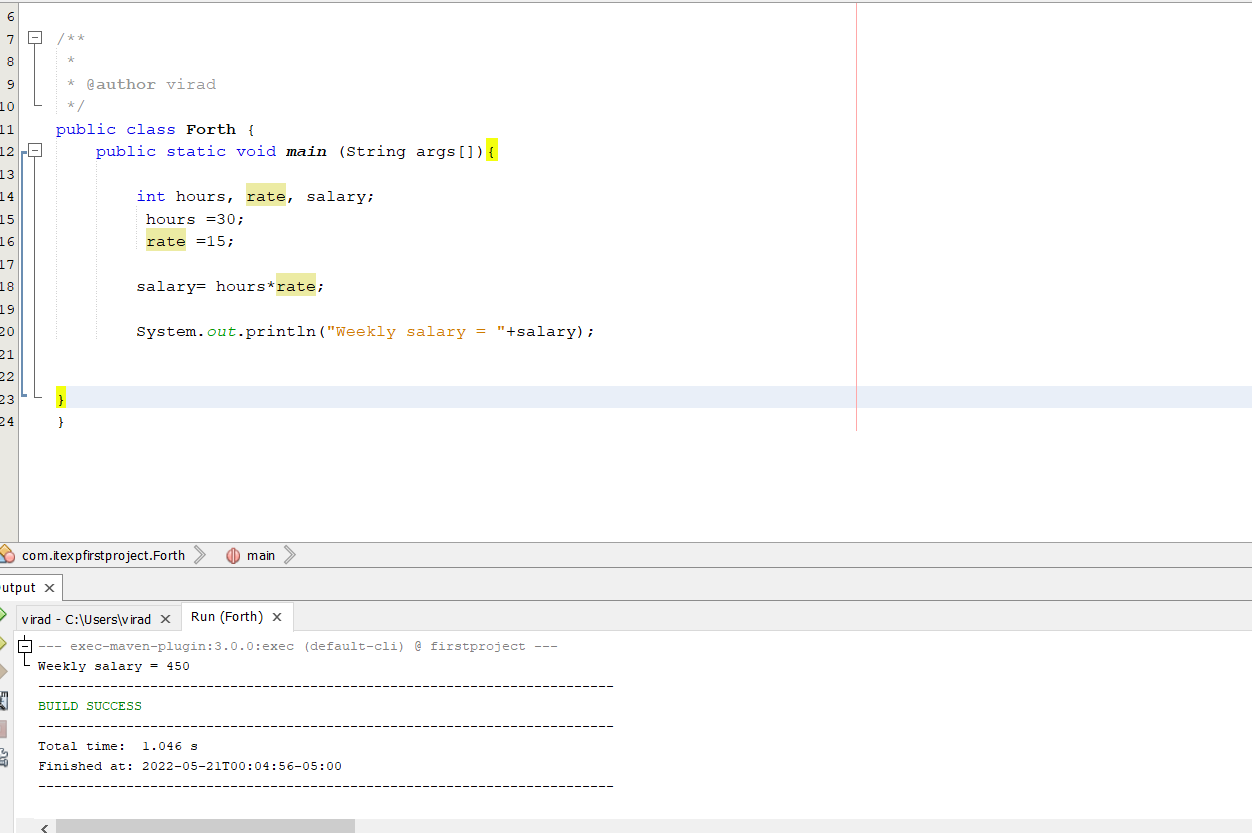 6
7 /**
8 *
9 * @author virad
10 */
11 public class Forth {
12 public static void main (String args[]){
13
14 int hours, rate, salary;
15 hours =30;
16 rate =15;
17
18 salary= hours*rate;
19
20 System.out.println("Weekly salary = "+salary);
21
22
23 }
24 }
com.itexpfirstproject.Forth main
utput ×
virad - C:\Users\virad × Run (Forth) ×
--- exec-maven-plugin:3.0.0:exec (default-cli) @ firstproject ---
Weekly salary = 450
------------------------------------------------------------------------
BUILD SUCCESS
------------------------------------------------------------------------
Total time:  1.046 s
Finished at: 2022-05-21T00:04:56-05:00
------------------------------------------------------------------------